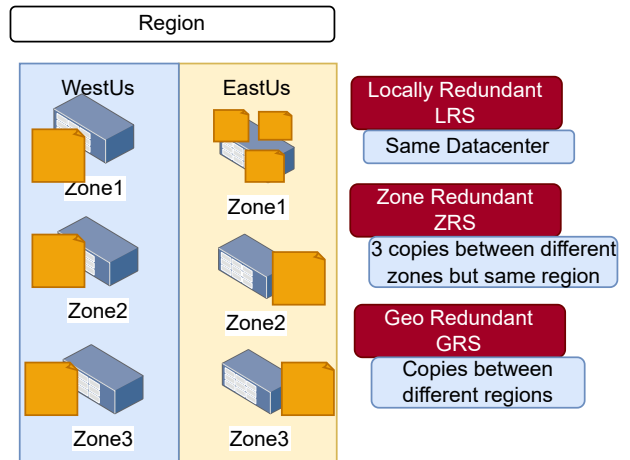 Region
WestUs
EastUs
Zone1
Zone1
Zone2
Zone2
Zone3
Zone3
Locally Redundant
LRS
Same Datacenter
Zone Redundant
ZRS
3 copies between different
zones but same region
Geo Redundant
GRS
Copies between
different regions